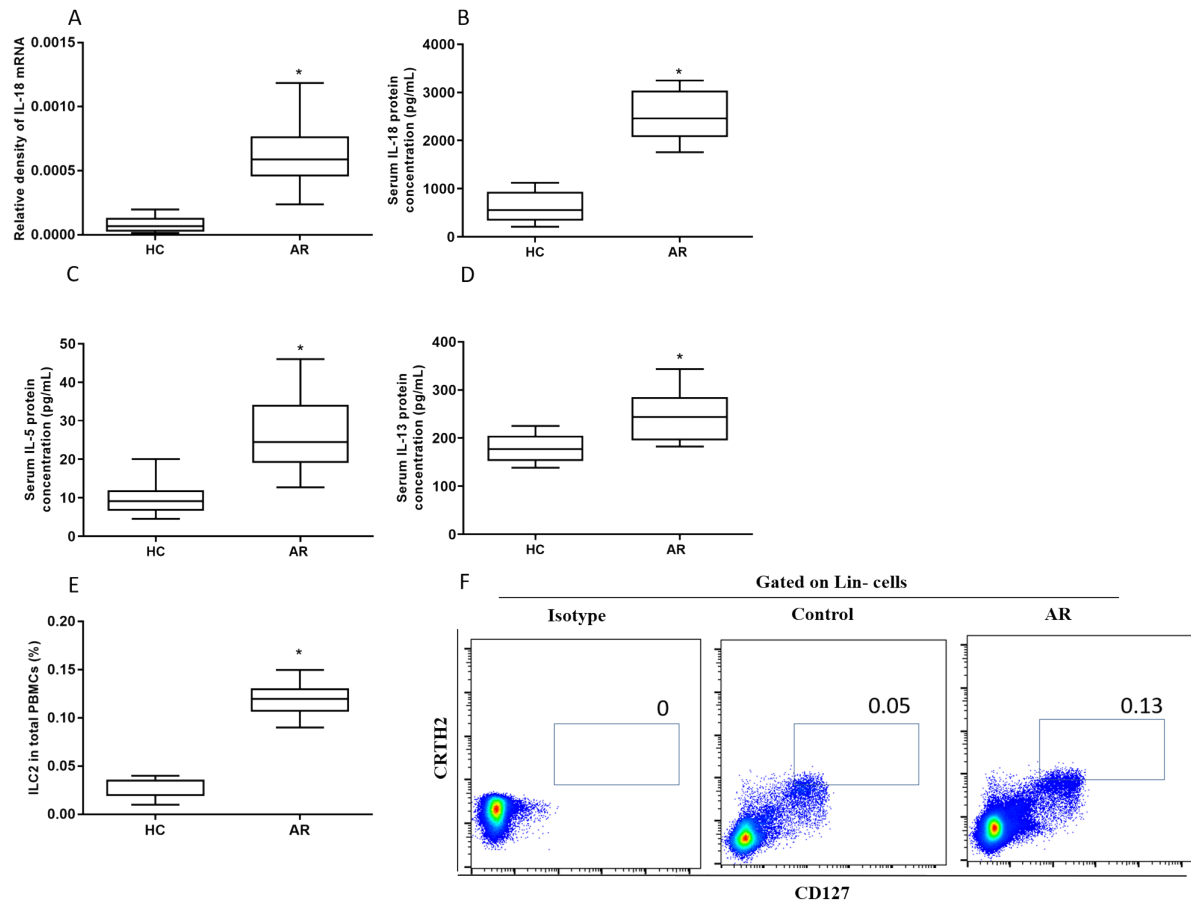 A
Relative density of IL-18 mRNA
0.0015
0.0010
0.0005
0.0000
*
HC
AR
B
Serum IL-18 protein
concentration (pg/mL)
4000
3000
2000
1000
0
*
HC
AR
C
Serum IL-5 protein
concentration (pg/mL)
50
40
30
20
10
0
*
HC
AR
D
Serum IL-13 protein
concentration (pg/mL)
400
300
200
100
0
*
HC
AR
E
ILC2 in total PBMCs (%)
0.20
0.15
0.10
0.05
0.00
*
HC
AR
F
Gated on Lin- cells
Isotype
Control
AR
CRTH2
0
0.05
0.13
CD127